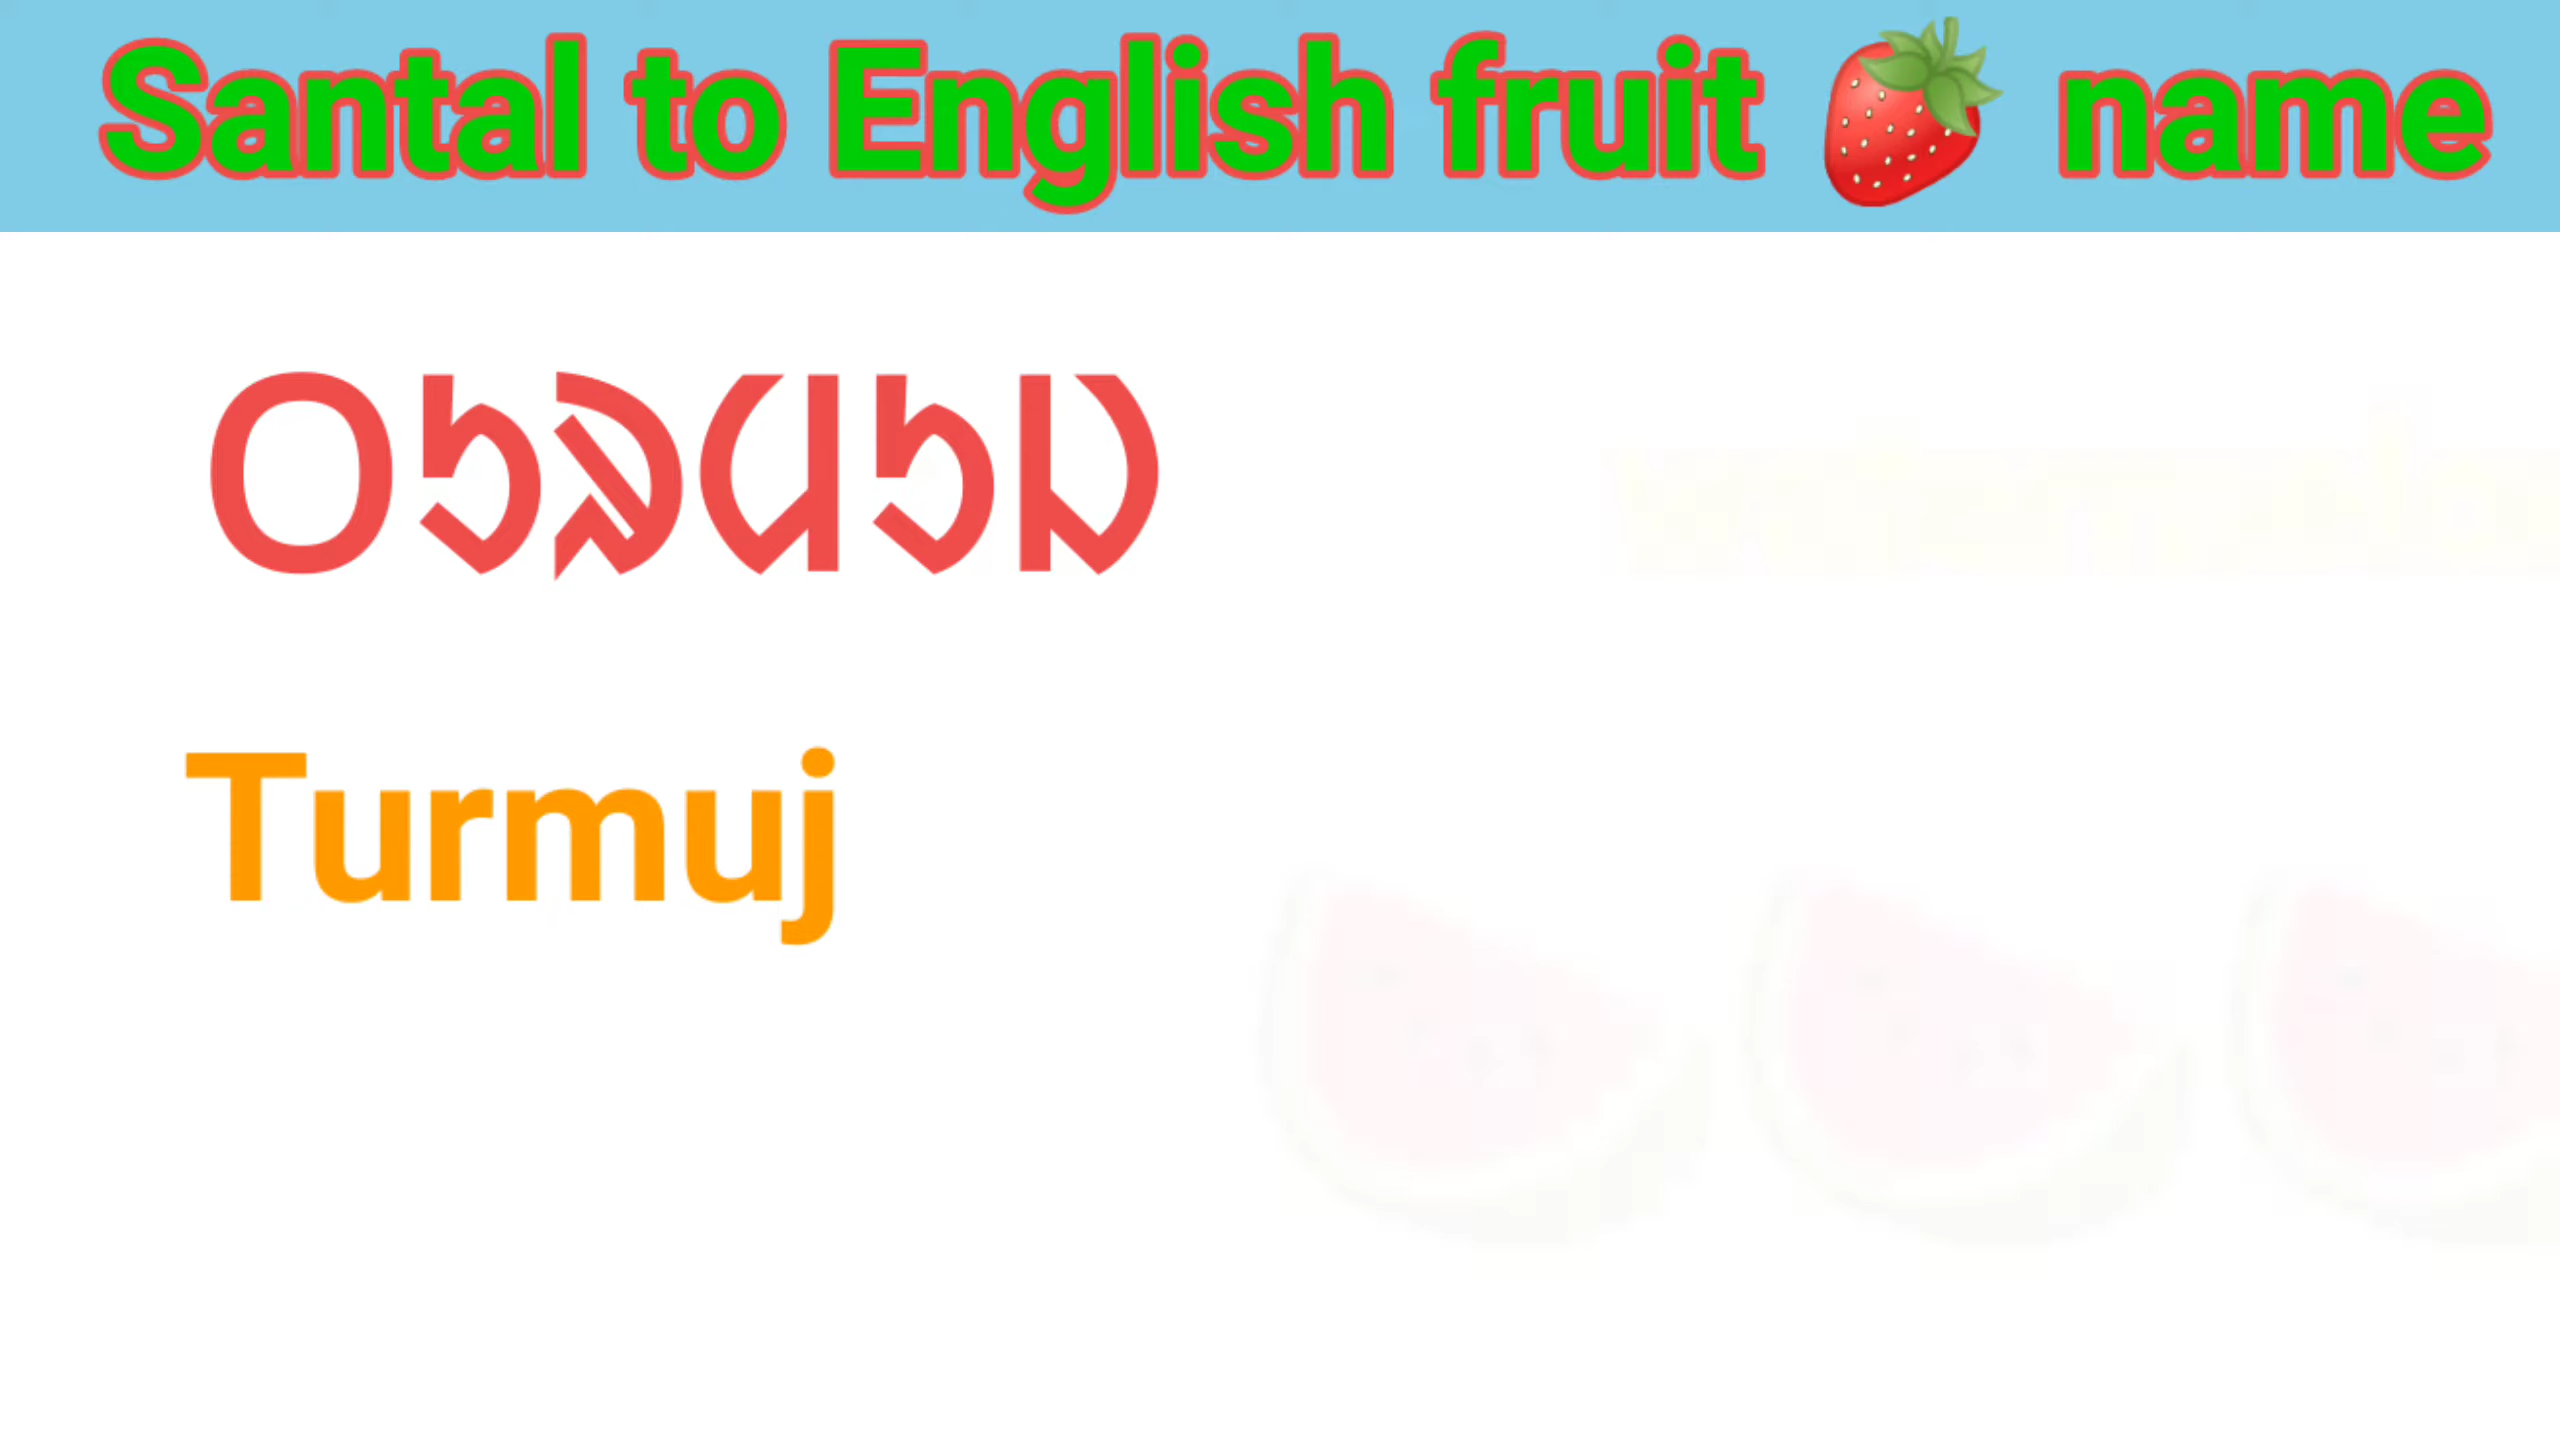 Santal to English fruit 🍓 name
ᱛᱩᱨᱢᱩᱡ
Turmuj